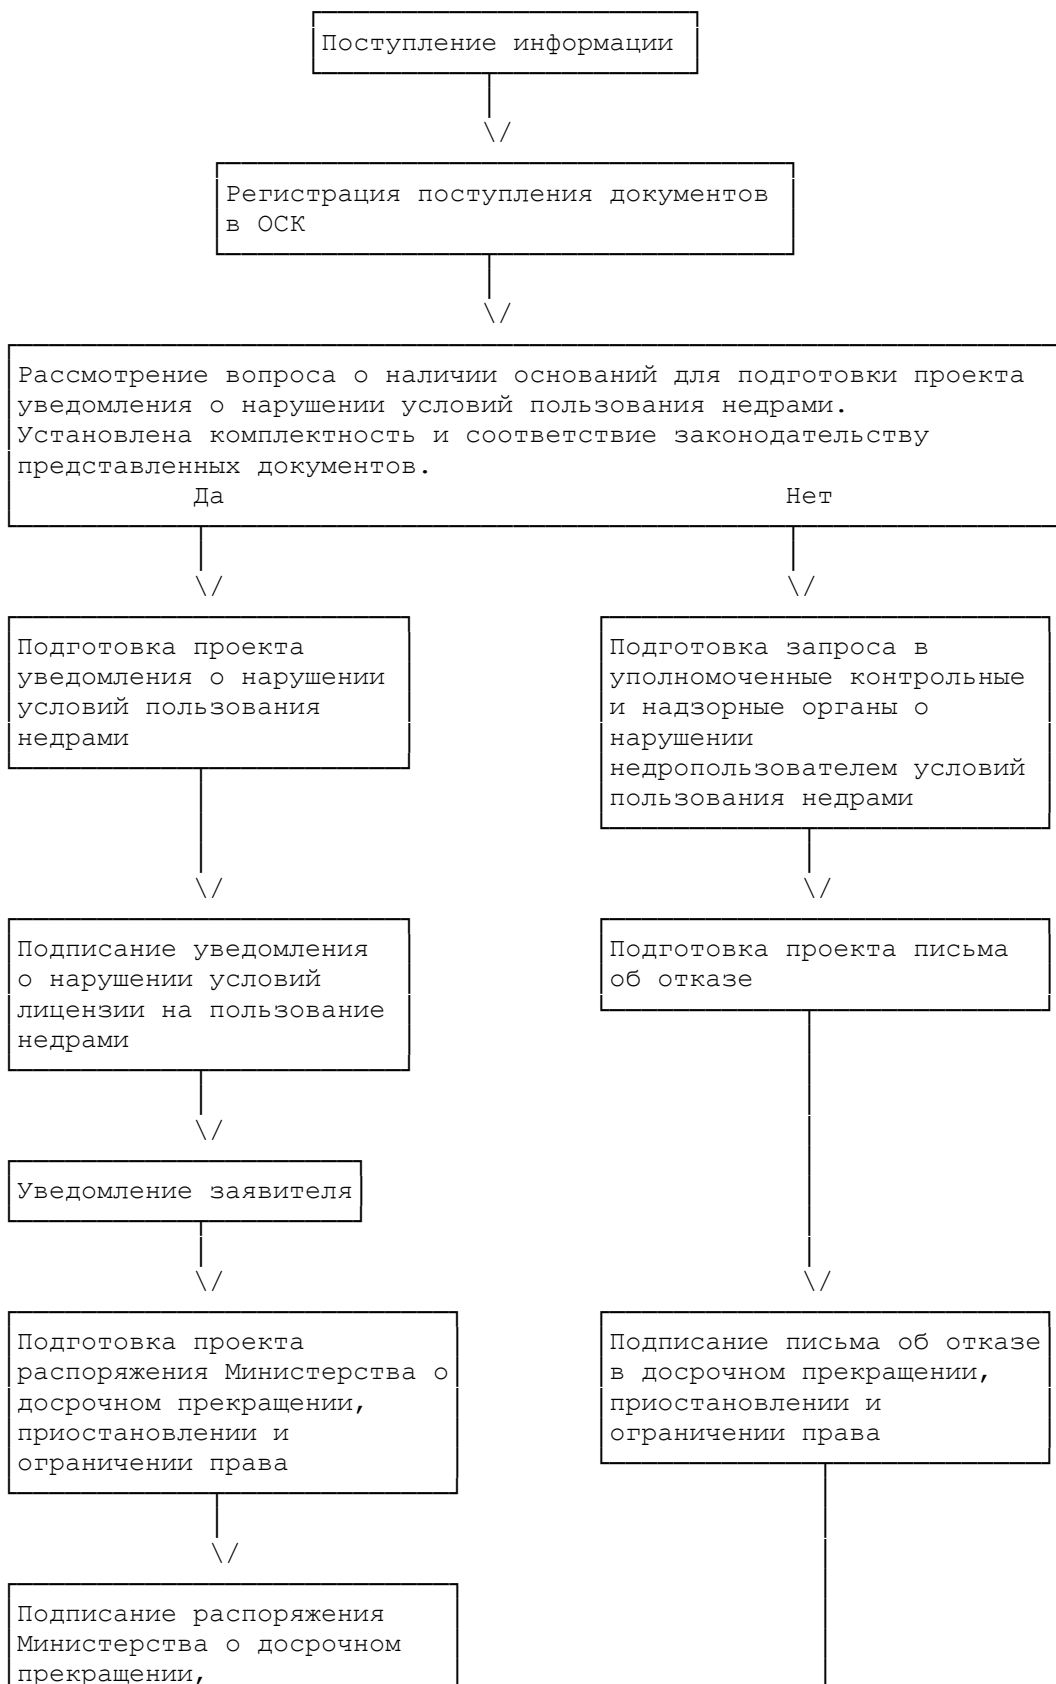 Поступление информации
Регистрация поступления документов
в ОСК
Рассмотрение вопроса о наличии оснований для подготовки проекта
уведомления о нарушении условий пользования недрами.
Установлена комплектность и соответствие законодательству
представленных документов.
Да Нет
Подготовка проекта
уведомления о нарушении
условий пользования
недрами
Подготовка запроса в
уполномоченные контрольные
и надзорные органы о
нарушении
недропользователем условий
пользования недрами
Подписание уведомления
о нарушении условий
лицензии на пользование
недрами
Подготовка проекта письма
об отказе
Уведомление заявителя
Подготовка проекта
распоряжения Министерства о
досрочном прекращении,
приостановлении и
ограничении права
Подписание письма об отказе
в досрочном прекращении,
приостановлении и
ограничении права
Подписание распоряжения
Министерства о досрочном
прекращении,